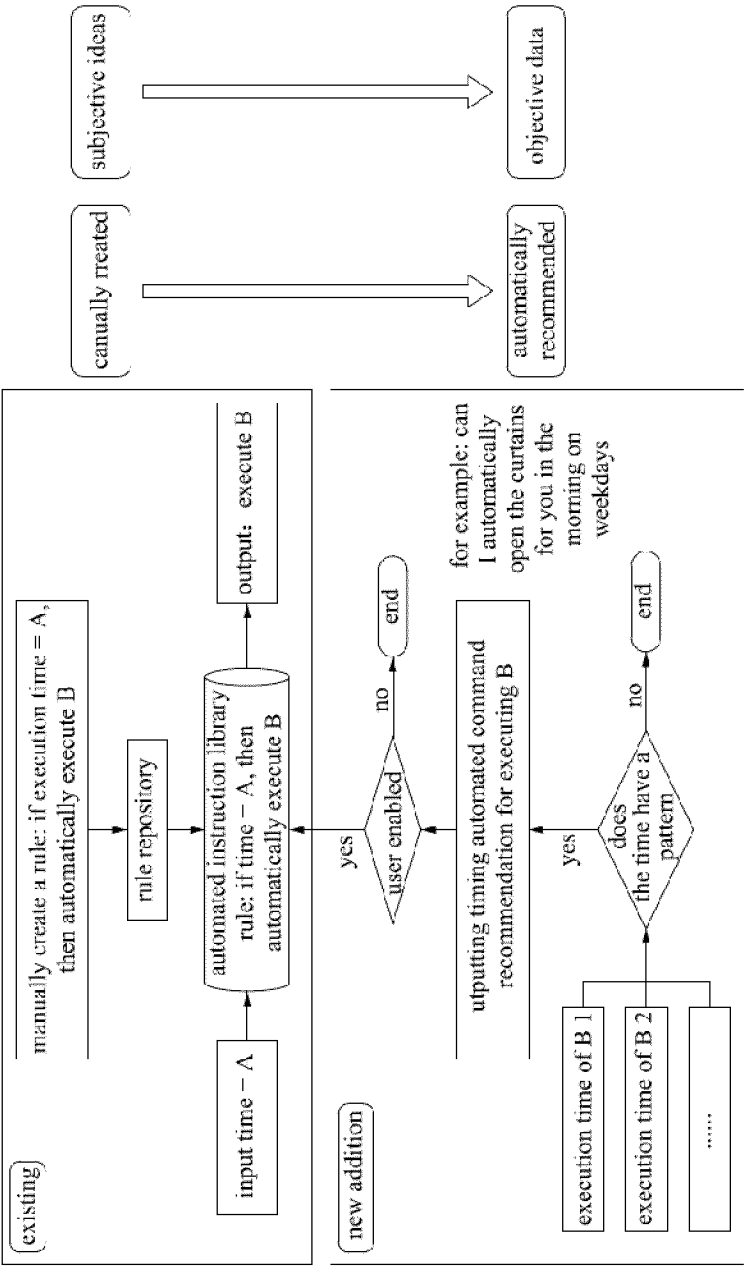 existing
manually create a rule: if execution time = A,
then automatically execute B
rule repository
input time = A
automated instruction library
rule: if time = A, then
automatically execute B
output: execute B
new addition
yes
user enabled
no
end
utputting timing automated command
recommendation for executing B
for example: can
I automatically
open the curtains
for you in the
morning on
weekdays
yes
does
the time have a
pattern
no
end
execution time of B 1
execution time of B 2
......
canually rreated
automatically
recommended
subjective ideas
objective data